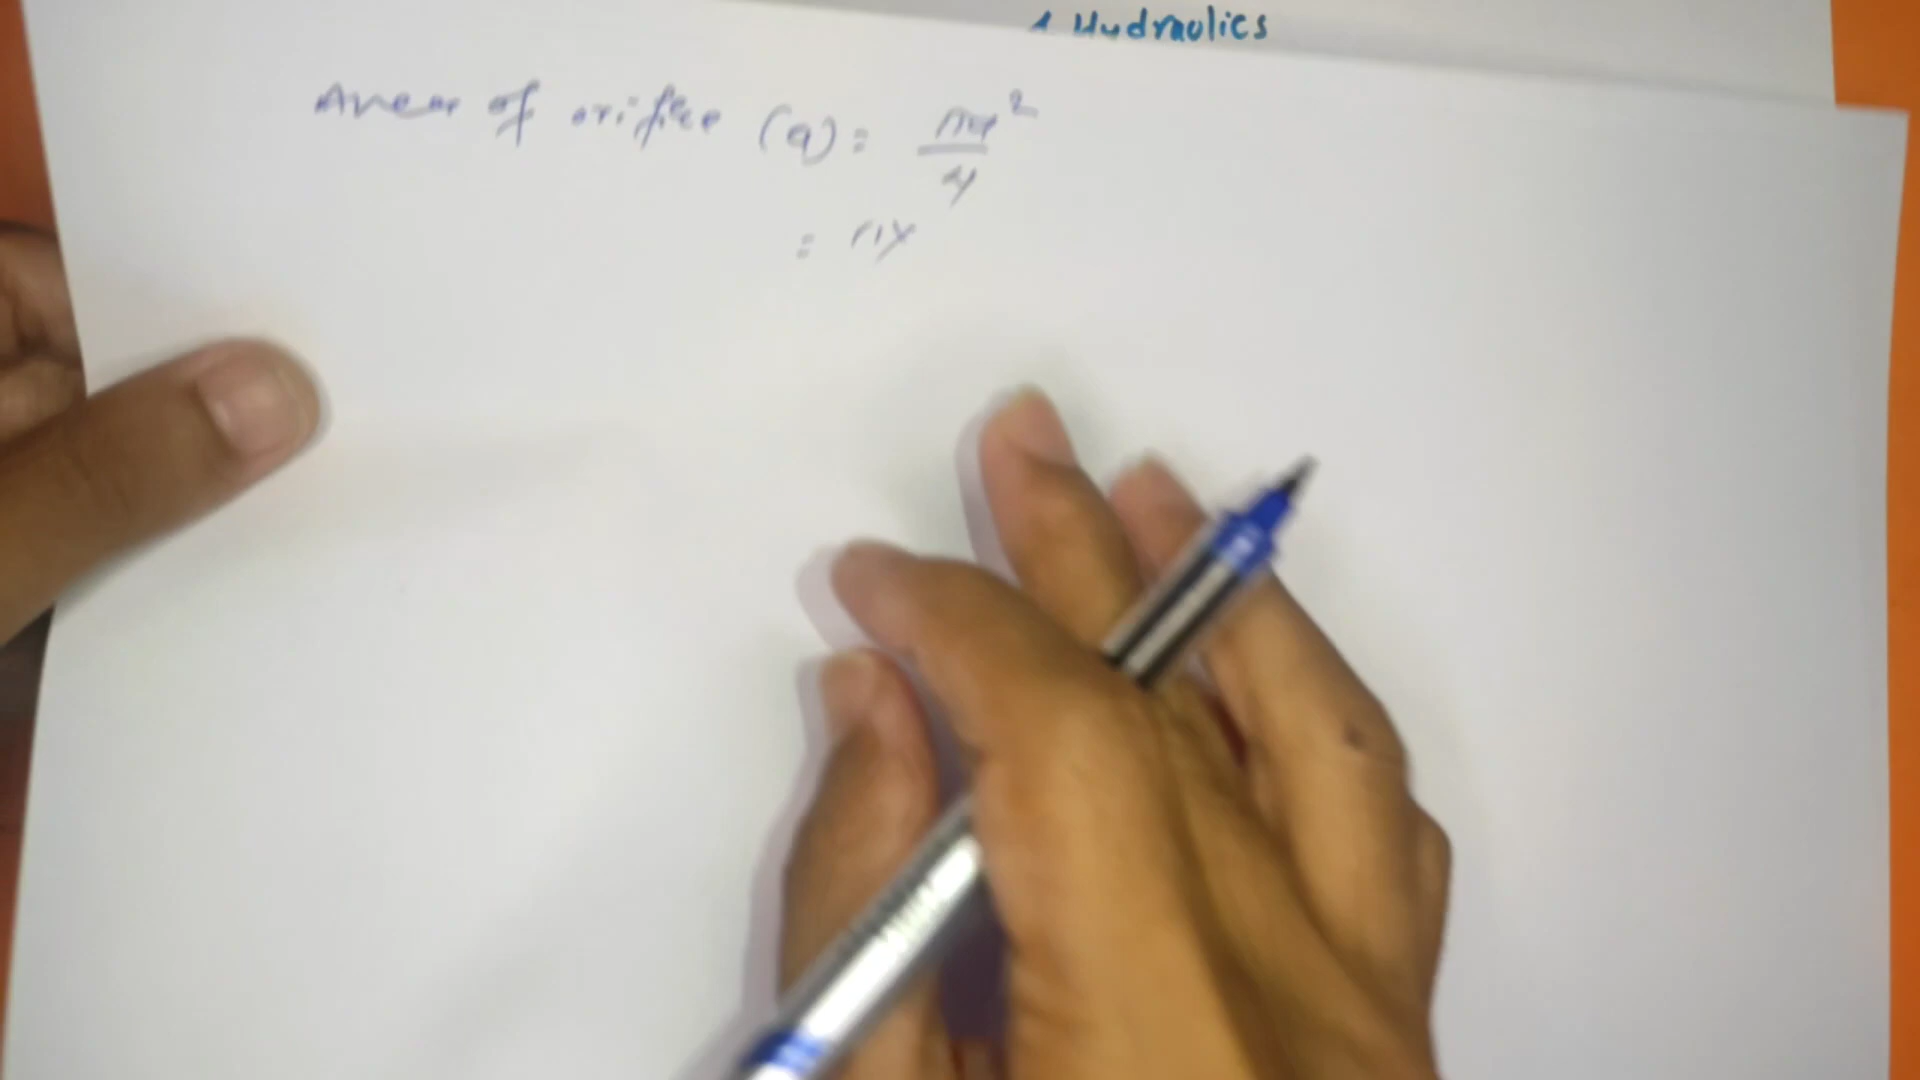 Hydraulics
Area of orifice (a) = πd²/4
= π×